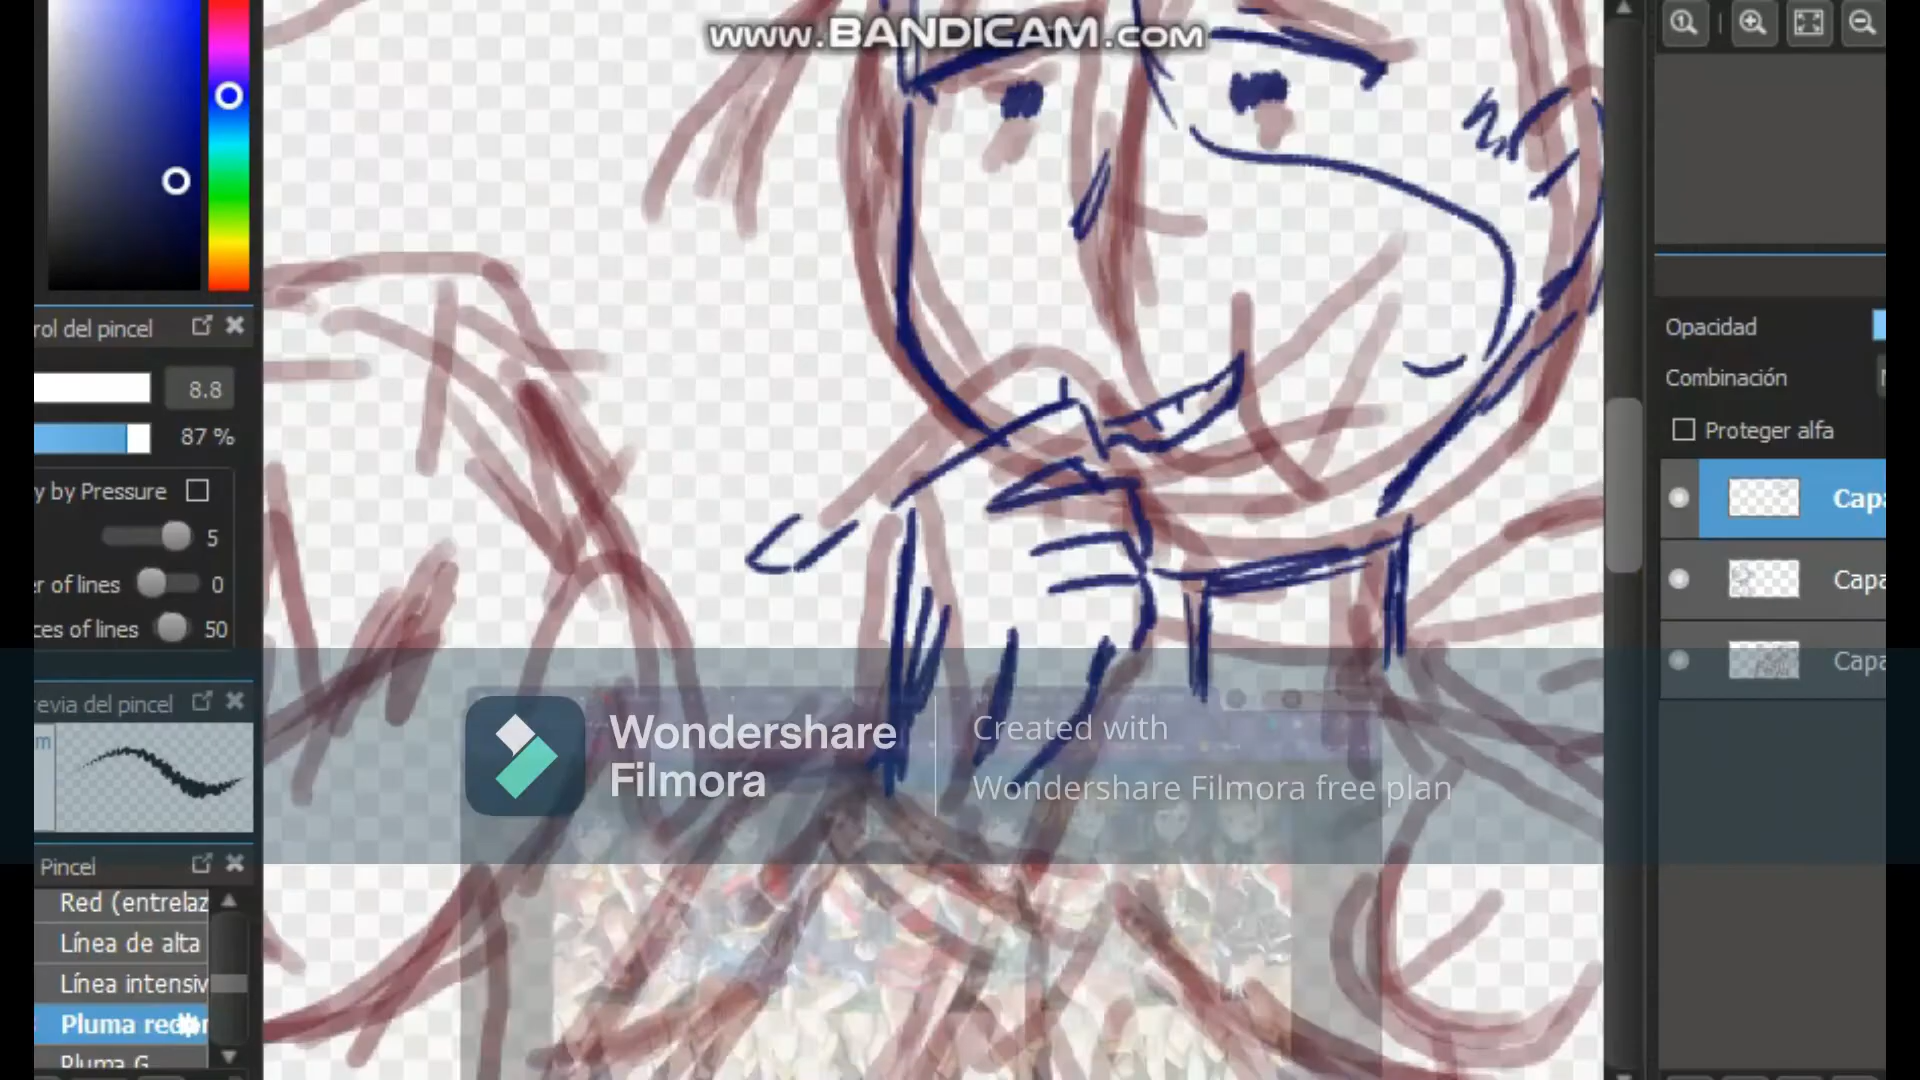 www.BANDICAM.com
rol del pincel
8.8
87 %
y by Pressure
5
er of lines
0
ces of lines
50
revia del pincel
m
Pincel
Red (entrelaz
Línea de alta
Línea intensiv
Pluma red
Pluma G
Opacidad
Combinación
Proteger alfa
Capa
Capa
Capa
Wondershare
Filmora
Created with
Wondershare Filmora free plan